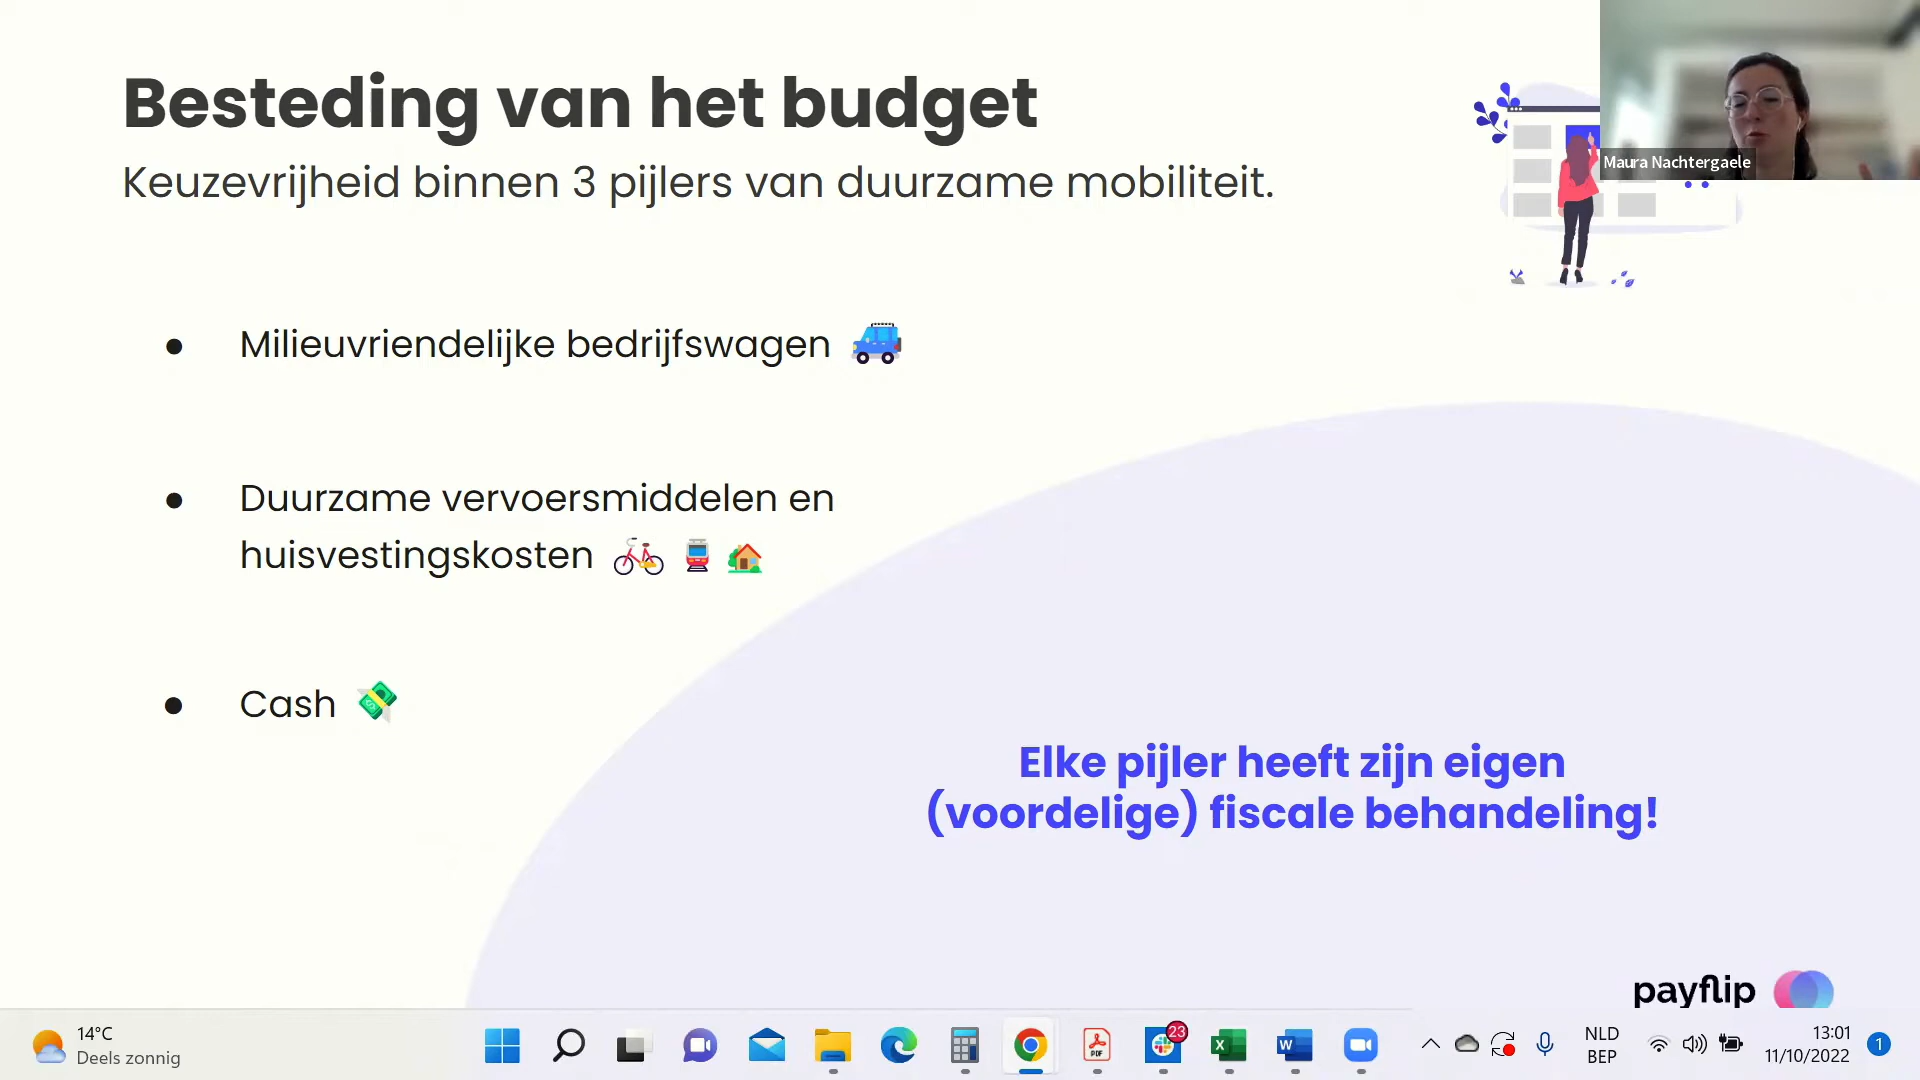 Besteding van het budget
Keuzevrijheid binnen 3 pijlers van duurzame mobiliteit.
Maura Nachtergaele
● Milieuvriendelijke bedrijfswagen
● Duurzame vervoersmiddelen en
huisvestingskosten
● Cash
Elke pijler heeft zijn eigen
(voordelige) fiscale behandeling!
payflip
14°C
Deels zonnig
PDF
23
X
W
NLD
BEP
13:01
11/10/2022
1